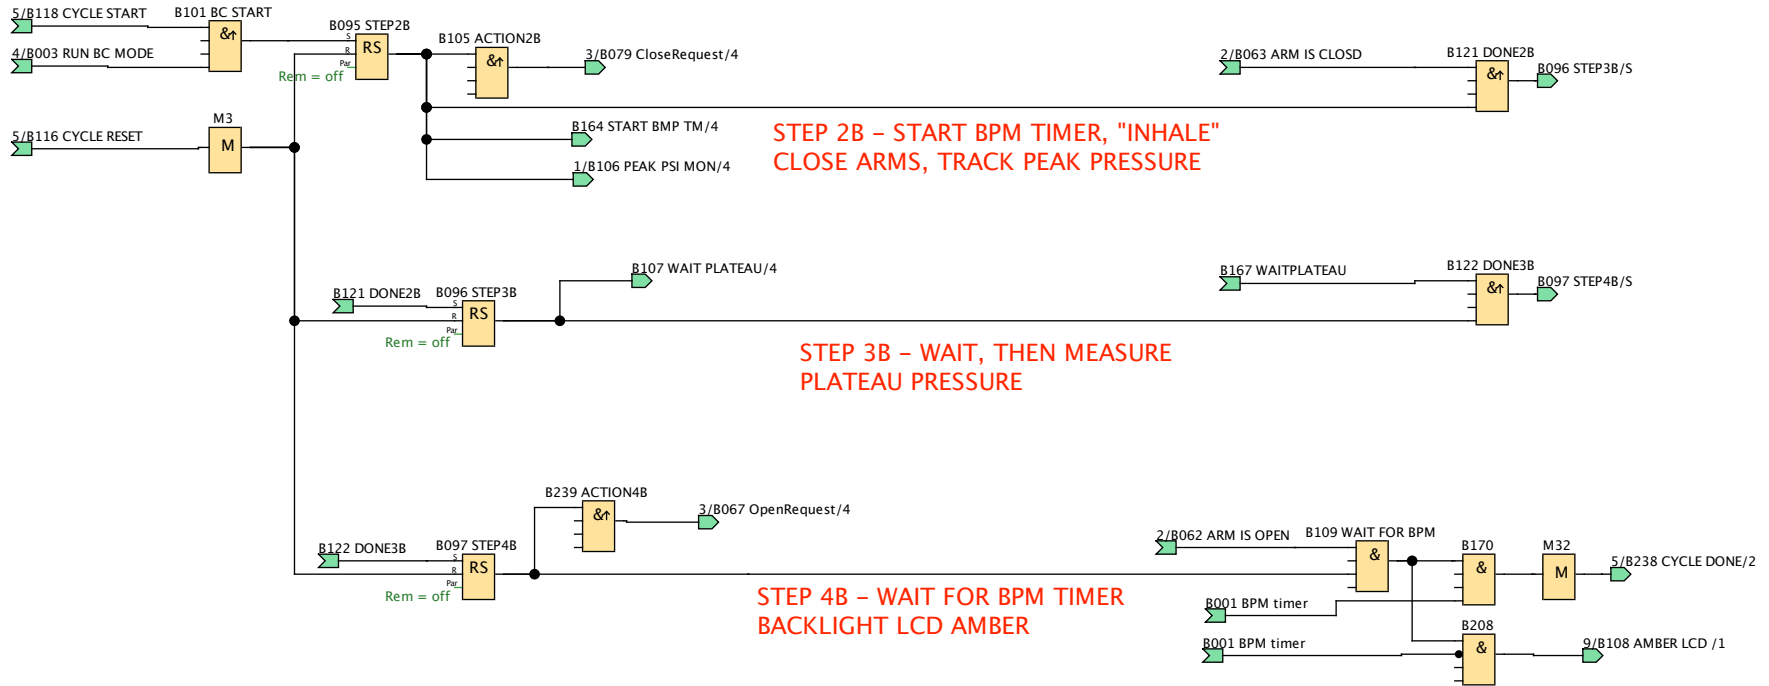 5/B118 CYCLE START
B101 BC START
&↑
4/B003 RUN BC MODE
B095 STEP2B
S
R
Par
RS
Rem = off
B105 ACTION2B
&↑
3/B079 CloseRequest/4
2/B063 ARM IS CLOSD
B121 DONE2B
&↑
B096 STEP3B/S
5/B116 CYCLE RESET
M3
M
B164 START BMP TM/4
1/B106 PEAK PSI MON/4
STEP 2B – START BPM TIMER, "INHALE"
CLOSE ARMS, TRACK PEAK PRESSURE
B107 WAIT PLATEAU/4
B167 WAITPLATEAU
B122 DONE3B
&↑
B097 STEP4B/S
B121 DONE2B
B096 STEP3B
S
R
Par
RS
Rem = off
STEP 3B – WAIT, THEN MEASURE
PLATEAU PRESSURE
B239 ACTION4B
&↑
3/B067 OpenRequest/4
B122 DONE3B
B097 STEP4B
S
R
Par
RS
Rem = off
2/B062 ARM IS OPEN
B109 WAIT FOR BPM
&
B170
&
M32
M
5/B238 CYCLE DONE/2
STEP 4B – WAIT FOR BPM TIMER
BACKLIGHT LCD AMBER
B001 BPM timer
B208
&
B001 BPM timer
9/B108 AMBER LCD /1